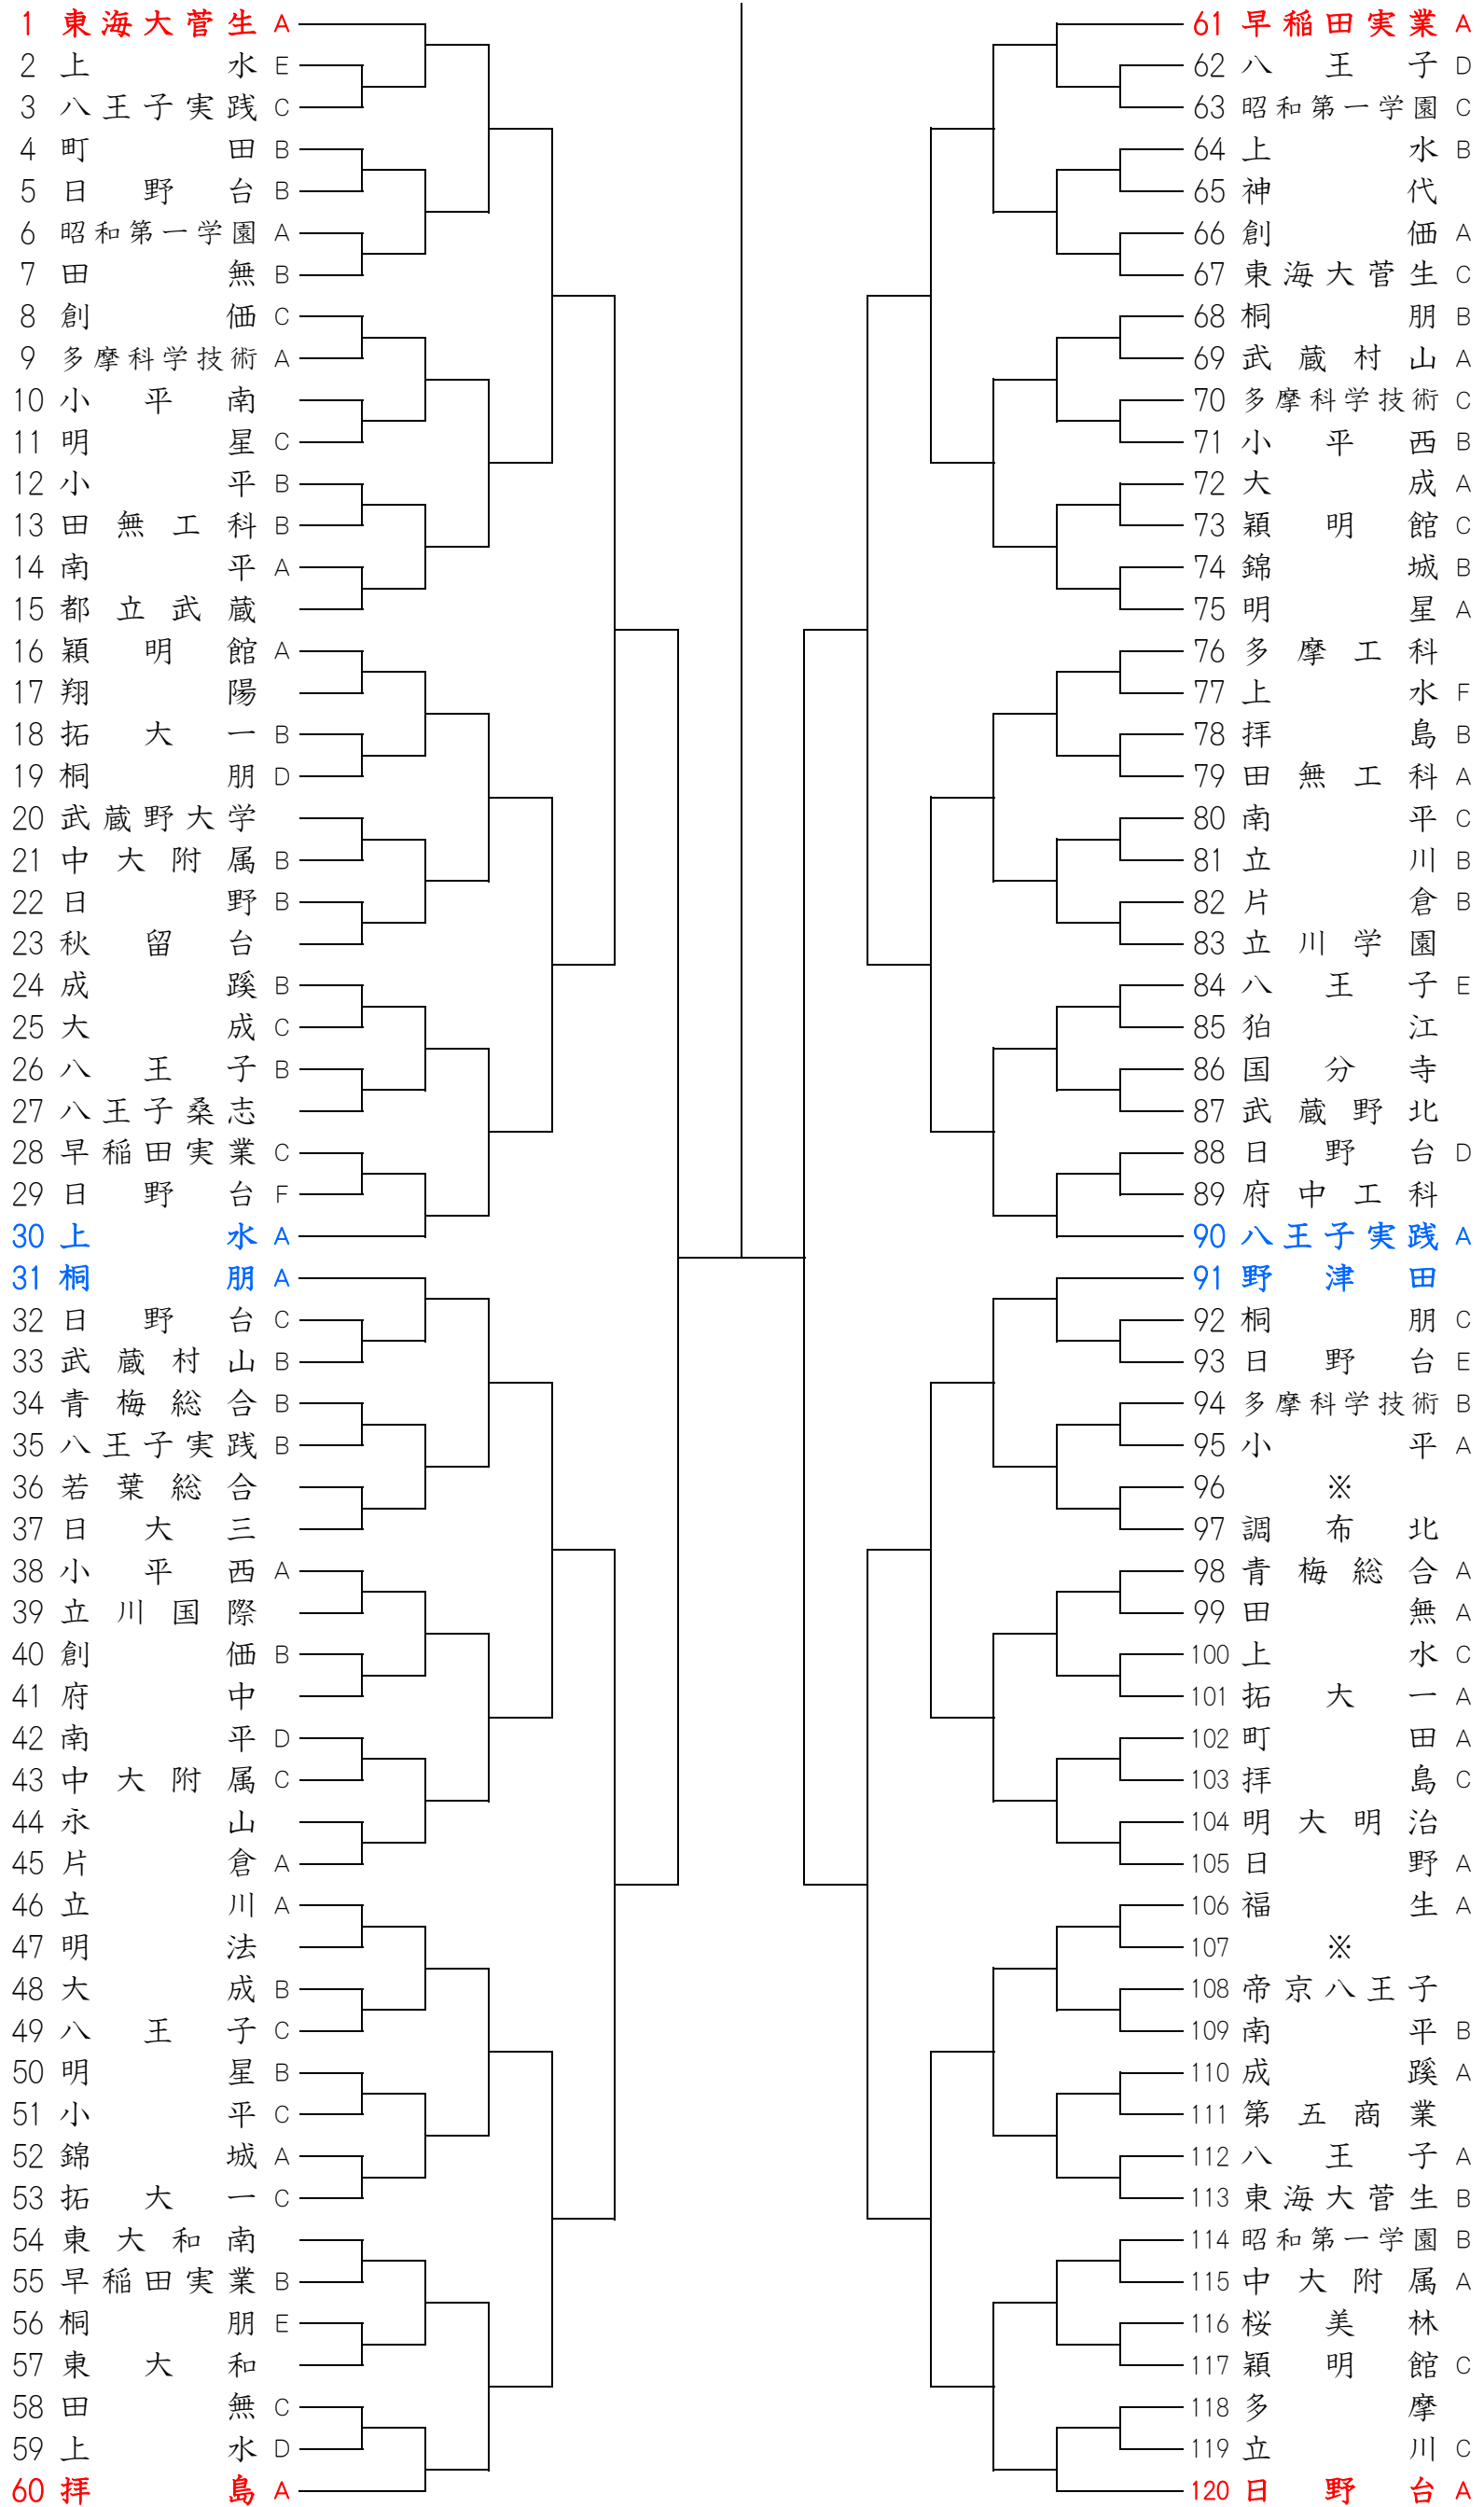 1 東海大菅生 A
2 上水 E
3 八王子実践 C
4 町田 B
5 日野台 B
6 昭和第一学園 A
7 田無 B
8 創価 C
9 多摩科学技術 A
10 小平南
11 明星 C
12 小平 B
13 田無工科 B
14 南平 A
15 都立武蔵
16 穎明館 A
17 翔陽
18 拓大一 B
19 桐朋 D
20 武蔵野大学
21 中大附属 B
22 日野 B
23 秋留台
24 成蹊 B
25 大成 C
26 八王子 B
27 八王子桑志
28 早稲田実業 C
29 日野台 F
30 上水 A
31 桐朋 A
32 日野台 C
33 武蔵村山 B
34 青梅総合 B
35 八王子実践 B
36 若葉総合
37 日大三
38 小平西 A
39 立川国際
40 創価 B
41 府中
42 南平 D
43 中大附属 C
44 永山
45 片倉 A
46 立川 A
47 明法
48 大成 B
49 八王子 C
50 明星 B
51 小平 C
52 錦城 A
53 拓大一 C
54 東大和南
55 早稲田実業 B
56 桐朋 E
57 東大和
58 田無 C
59 上水 D
60 拝島 A
61 早稲田実業 A
62 八王子 D
63 昭和第一学園 C
64 上水 B
65 神代
66 創価 A
67 東海大菅生 C
68 桐朋 B
69 武蔵村山 A
70 多摩科学技術 C
71 小平西 B
72 大成 A
73 穎明館 C
74 錦城 B
75 明星 A
76 多摩工科
77 上水 F
78 拝島 B
79 田無工科 A
80 南平 C
81 立川 B
82 片倉 B
83 立川学園
84 八王子 E
85 狛江
86 国分寺
87 武蔵野北
88 日野台 D
89 府中工科
90 八王子実践 A
91 野津田
92 桐朋 C
93 日野台 E
94 多摩科学技術 B
95 小平 A
96 ※
97 調布北
98 青梅総合 A
99 田無 A
100 上水 C
101 拓大一 A
102 町田 A
103 拝島 C
104 明大明治
105 日野 A
106 福生 A
107 ※
108 帝京八王子
109 南平 B
110 成蹊 A
111 第五商業
112 八王子 A
113 東海大菅生 B
114 昭和第一学園 B
115 中大附属 A
116 桜美林
117 穎明館 C
118 多摩
119 立川 C
120 日野台 A